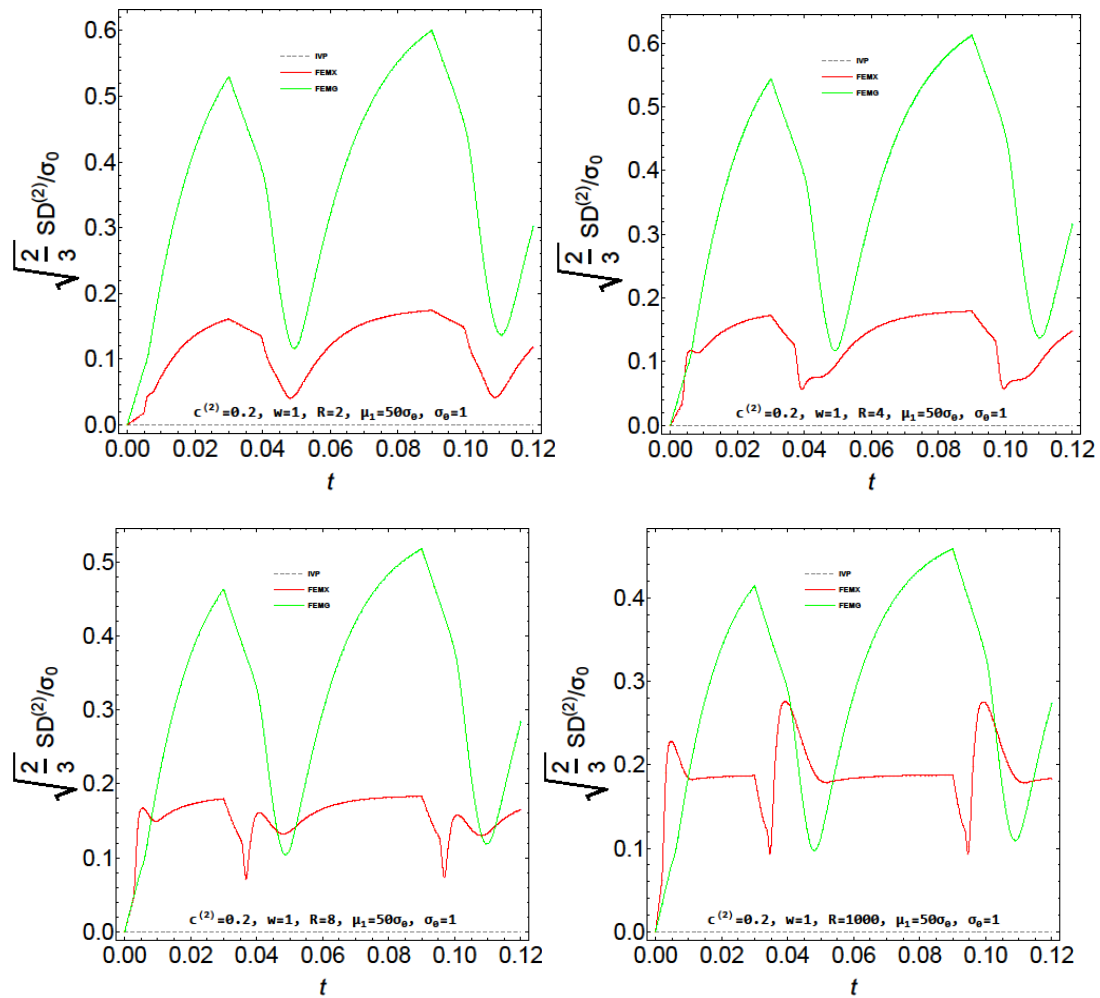 √2/3 SD⁽²⁾/σ₀
0.6
0.5
0.4
0.3
0.2
0.1
0.0
IVP
FEMX
FEMG
c⁽²⁾=0.2, w=1, R=2, μ₁=50σ₀, σ₀=1
0.00 0.02 0.04 0.06 0.08 0.10 0.12
t
√2/3 SD⁽²⁾/σ₀
0.6
0.5
0.4
0.3
0.2
0.1
0.0
IVP
FEMX
FEMG
c⁽²⁾=0.2, w=1, R=4, μ₁=50σ₀, σ₀=1
0.00 0.02 0.04 0.06 0.08 0.10 0.12
t
√2/3 SD⁽²⁾/σ₀
0.5
0.4
0.3
0.2
0.1
0.0
IVP
FEMX
FEMG
c⁽²⁾=0.2, w=1, R=8, μ₁=50σ₀, σ₀=1
0.00 0.02 0.04 0.06 0.08 0.10 0.12
t
√2/3 SD⁽²⁾/σ₀
0.4
0.3
0.2
0.1
0.0
IVP
FEMX
FEMG
c⁽²⁾=0.2, w=1, R=1000, μ₁=50σ₀, σ₀=1
0.00 0.02 0.04 0.06 0.08 0.10 0.12
t